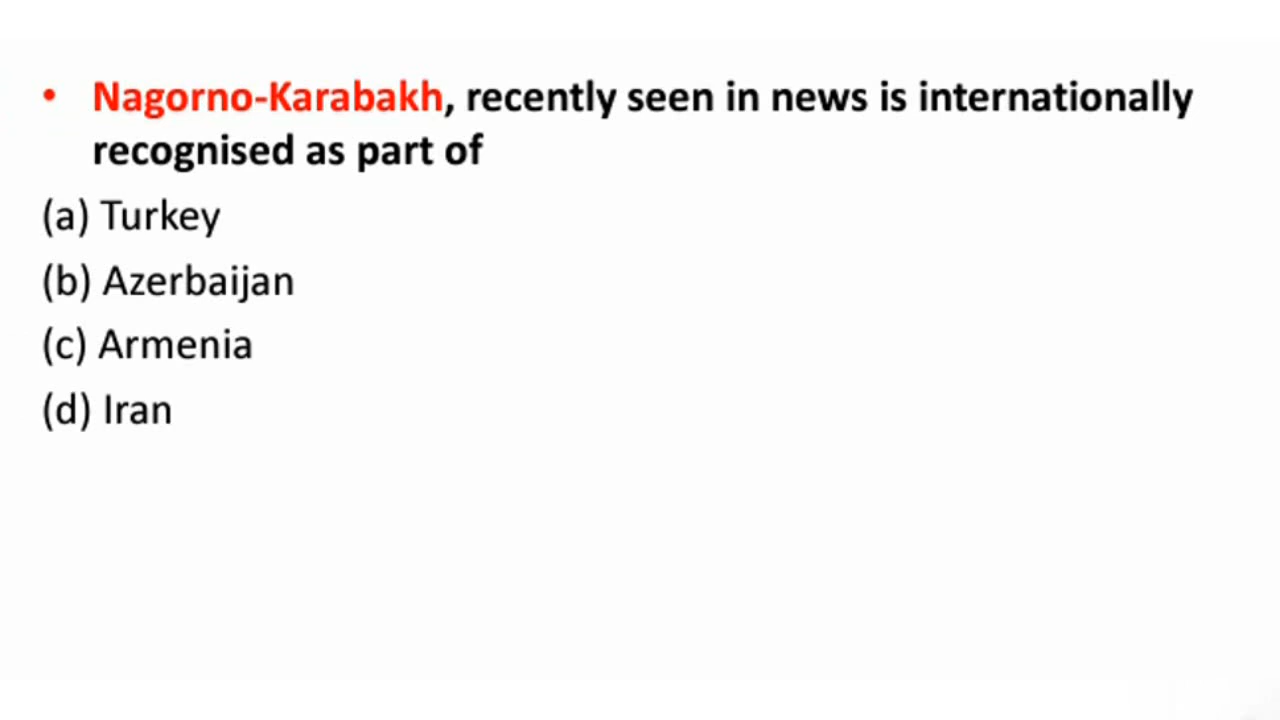 • Nagorno-Karabakh, recently seen in news is internationally
recognised as part of
(a) Turkey
(b) Azerbaijan
(c) Armenia
(d) Iran